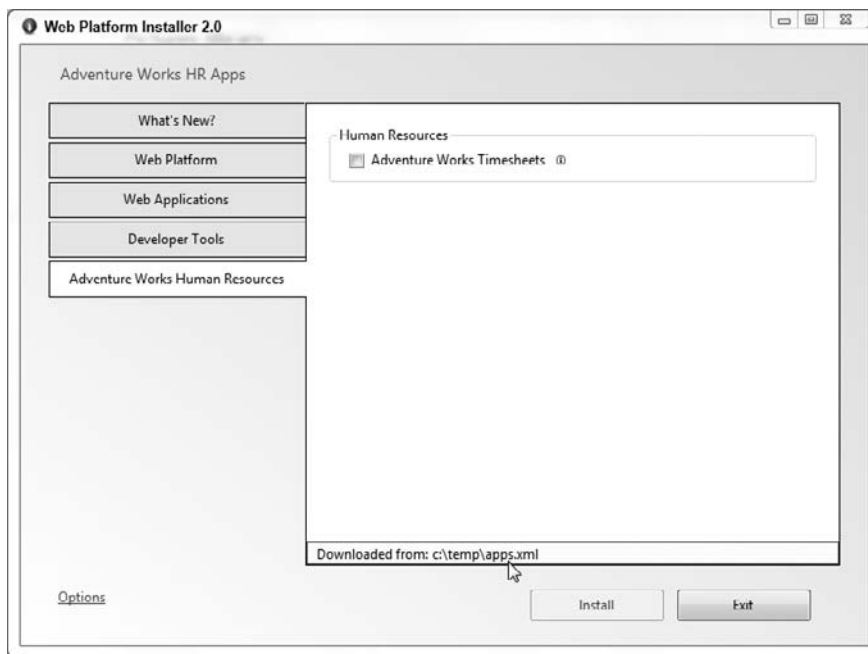 Web Platform Installer 2.0
Adventure Works HR Apps
What's New?
Web Platform
Web Applications
Developer Tools
Adventure Works Human Resources
Human Resources
Adventure Works Timesheets
Downloaded from: c:\temp\apps.xml
Options
Install
Exit